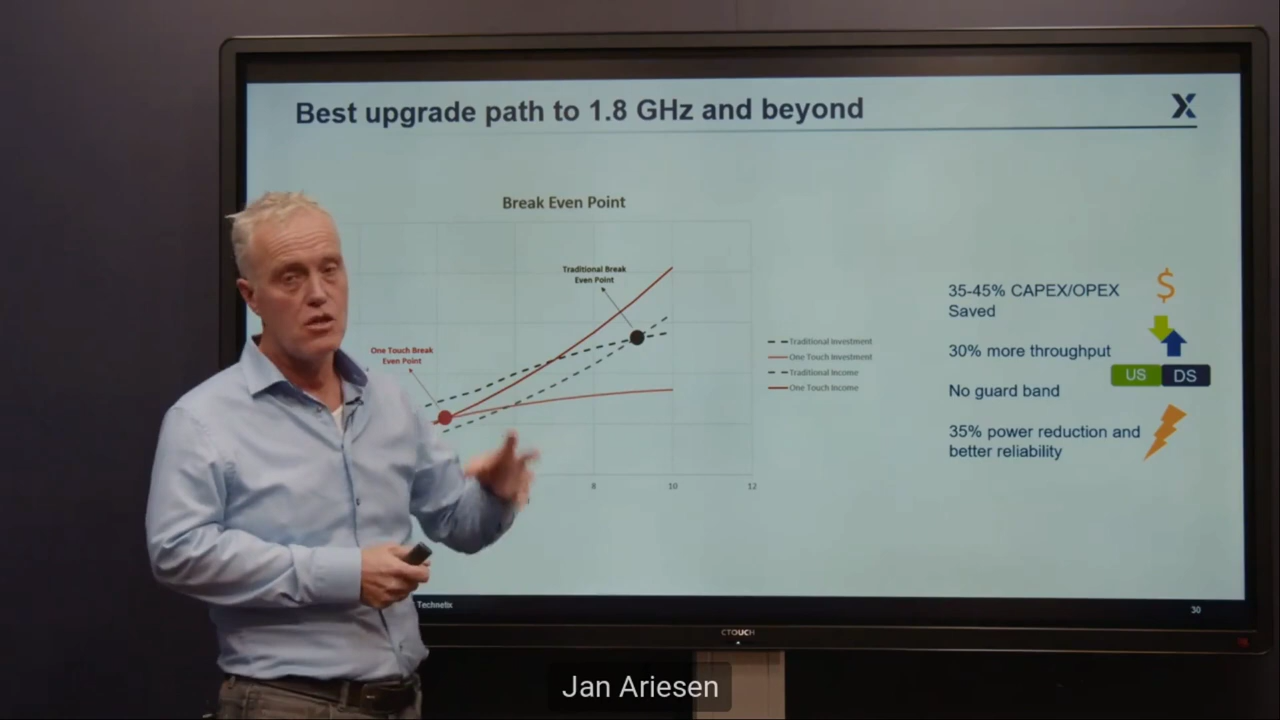 Best upgrade path to 1.8 GHz and beyond
Break Even Point
Traditional Break
Even Point
One Touch Break
Even Point
Traditional Investment
One Touch Investment
Traditional Income
One Touch Income
8
10
12
35-45% CAPEX/OPEX
Saved
30% more throughput
US DS
No guard band
35% power reduction and
better reliability
Technetix
30
CTOUCH
Jan Ariesen